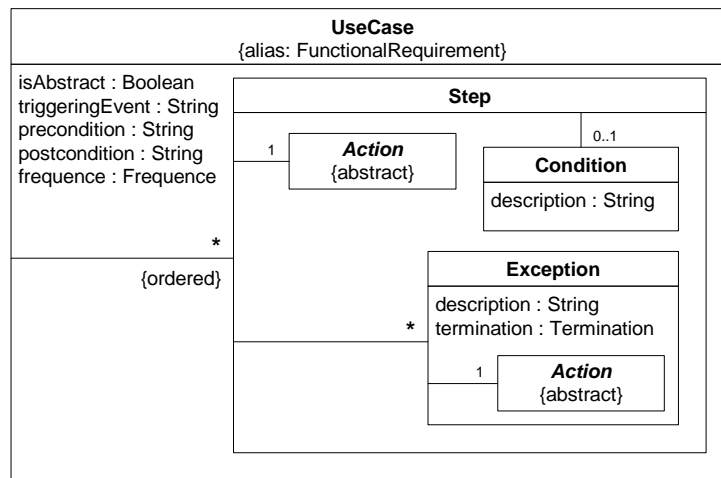 UseCase
{alias: FunctionalRequirement}
isAbstract : Boolean
triggeringEvent : String
precondition : String
postcondition : String
frequence : Frequence
*
{ordered}
Step
1
Action
{abstract}
0..1
Condition
description : String
*
Exception
description : String
termination : Termination
1
Action
{abstract}